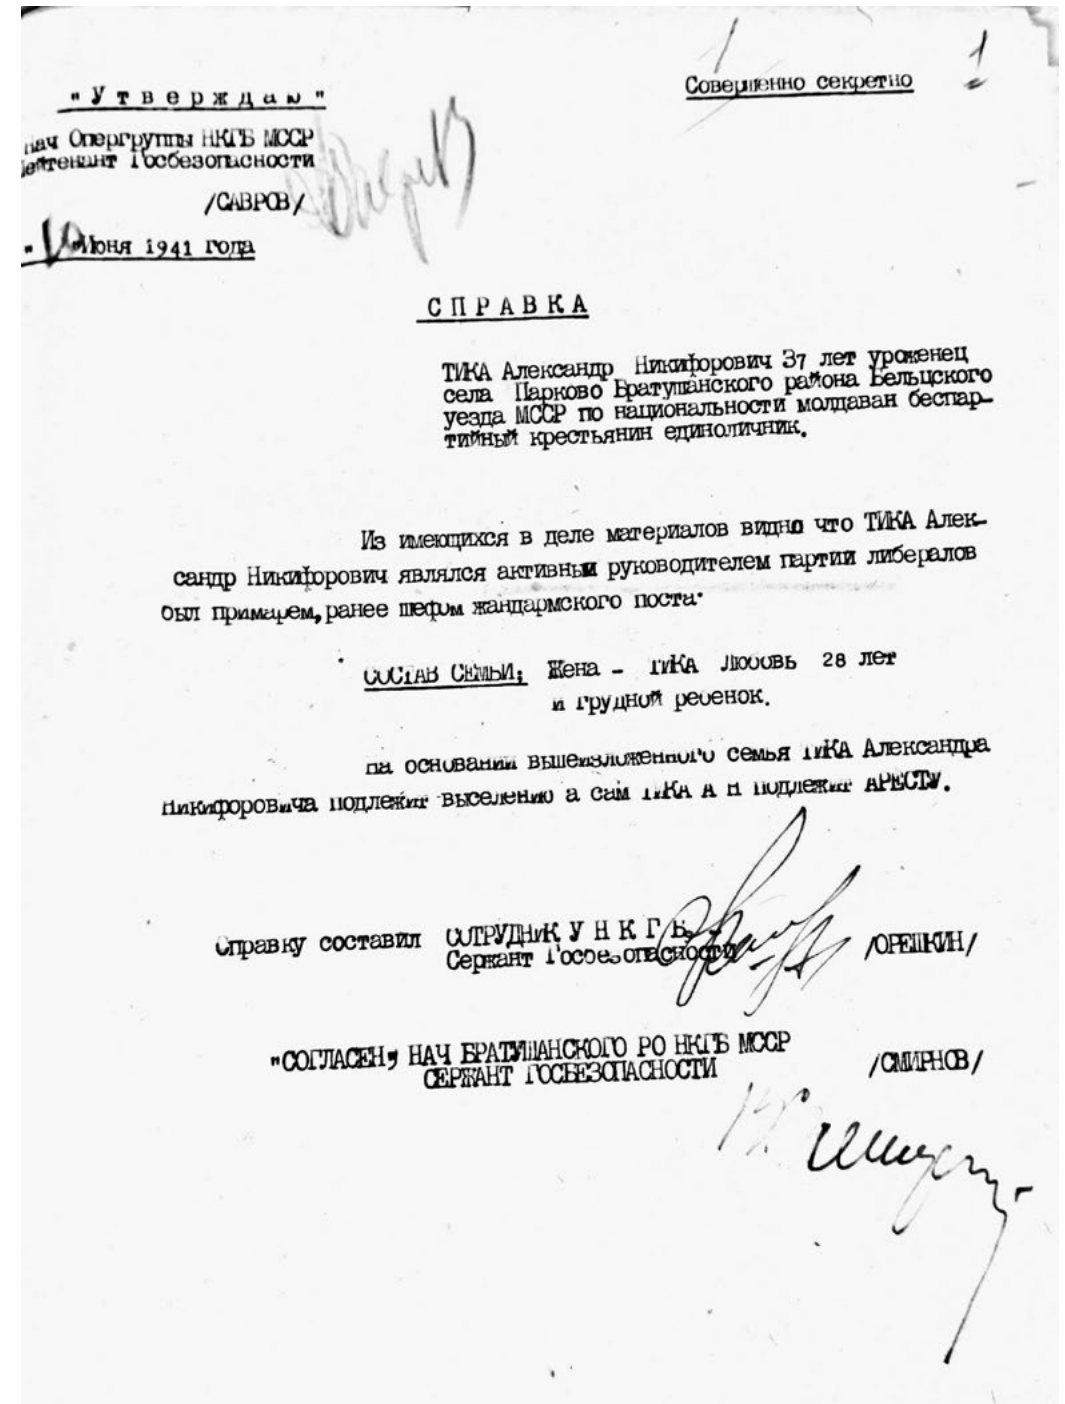 Совершенно секретно
1
"Утверждаю"
нач Опергруппы НКГБ МССР
лейтенант Госбезопасности
/САВРОВ/
"10"Июня 1941 года
СПРАВКА
ТИКА Александр Никифорович 37 лет уроженец
села Парково Братушанского района Бельцского
уезда МССР по национальности молдаван беспар-
тийный крестьянин единоличник.
Из имеющихся в деле материалов видно что ТИКА Алек-
сандр Никифорович являлся активным руководителем партии либералов
был примарем, ранее шефом жандармского поста.
СОСТАВ СЕМЬИ; Жена - ТИКА Любовь 28 лет
и грудной ребенок.
на основании вышеизложенного семья ТИКА Александра
Никифоровича подлежит выселению а сам ТИКА А Н подлежит АРЕСТУ.
Справку составил СОТРУДНИК У Н К Г Б.
Сержант Госбезопасности /ОРЕШКИН/
"СОГЛАСЕН" НАЧ БРАТУШАНСКОГО РО НКГБ МССР
СЕРЖАНТ ГОСБЕЗОПАСНОСТИ /СМИРНОВ/